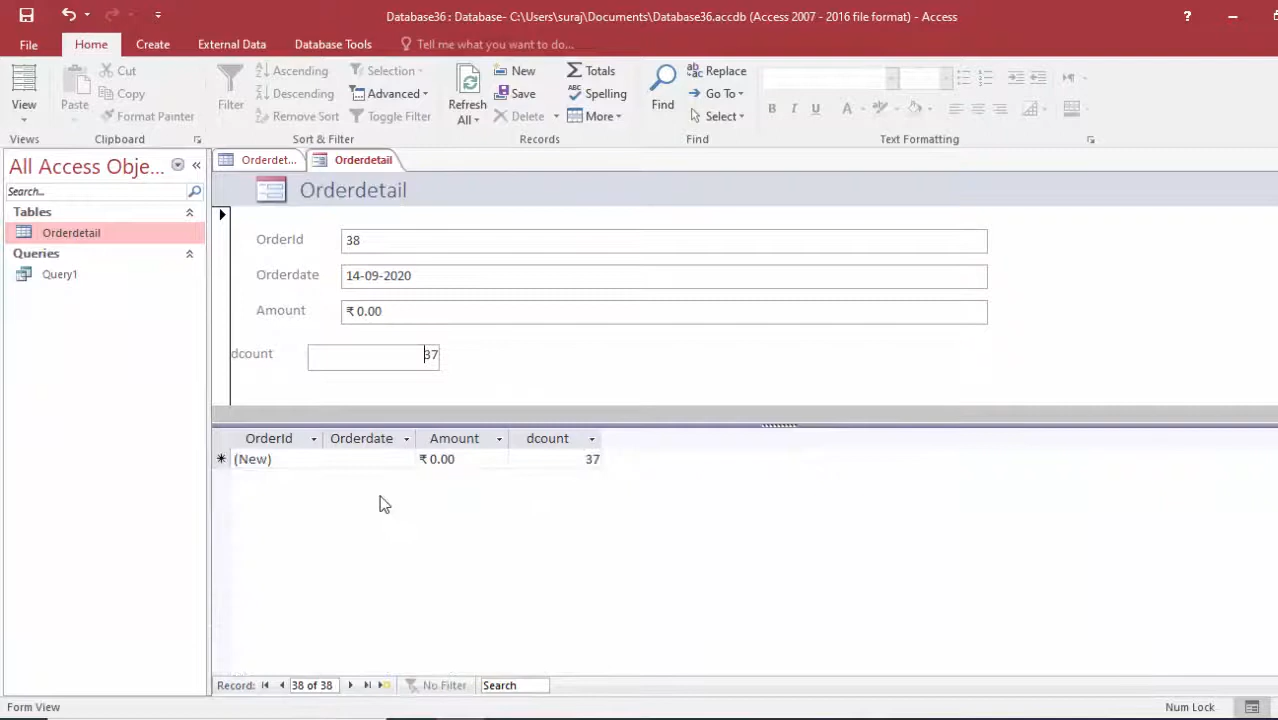 Database36 : Database- C:\Users\suraj\Documents\Database36.accdb (Access 2007 - 2016 file format) - Access
?
File Home Create External Data Database Tools Tell me what you want to do...
View
Views
Paste
Cut
Copy
Format Painter
Clipboard
Filter
Ascending
Descending
Remove Sort
Selection
Advanced
Toggle Filter
Sort & Filter
Refresh
All
New
Save
Delete
Totals
Spelling
More
Records
Find
Replace
Go To
Select
Find
B I U A
Text Formatting
All Access Obje...
Search...
Tables
Orderdetail
Queries
Query1
Orderdet... Orderdetail
Orderdetail
OrderId 38
Orderdate 14-09-2020
Amount ₹ 0.00
dcount 37
OrderId Orderdate Amount dcount
(New) ₹ 0.00 37
Record: 38 of 38 No Filter Search
Form View Num Lock